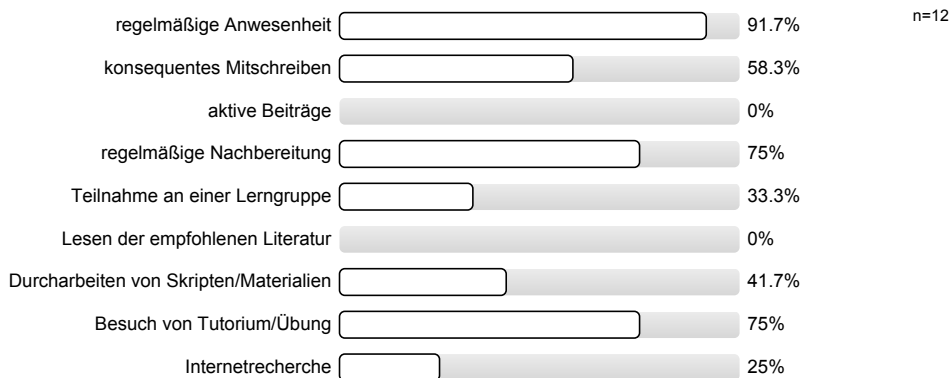 regelmäßige Anwesenheit 91.7% n=12
konsequentes Mitschreiben 58.3%
aktive Beiträge 0%
regelmäßige Nachbereitung 75%
Teilnahme an einer Lerngruppe 33.3%
Lesen der empfohlenen Literatur 0%
Durcharbeiten von Skripten/Materialien 41.7%
Besuch von Tutorium/Übung 75%
Internetrecherche 25%